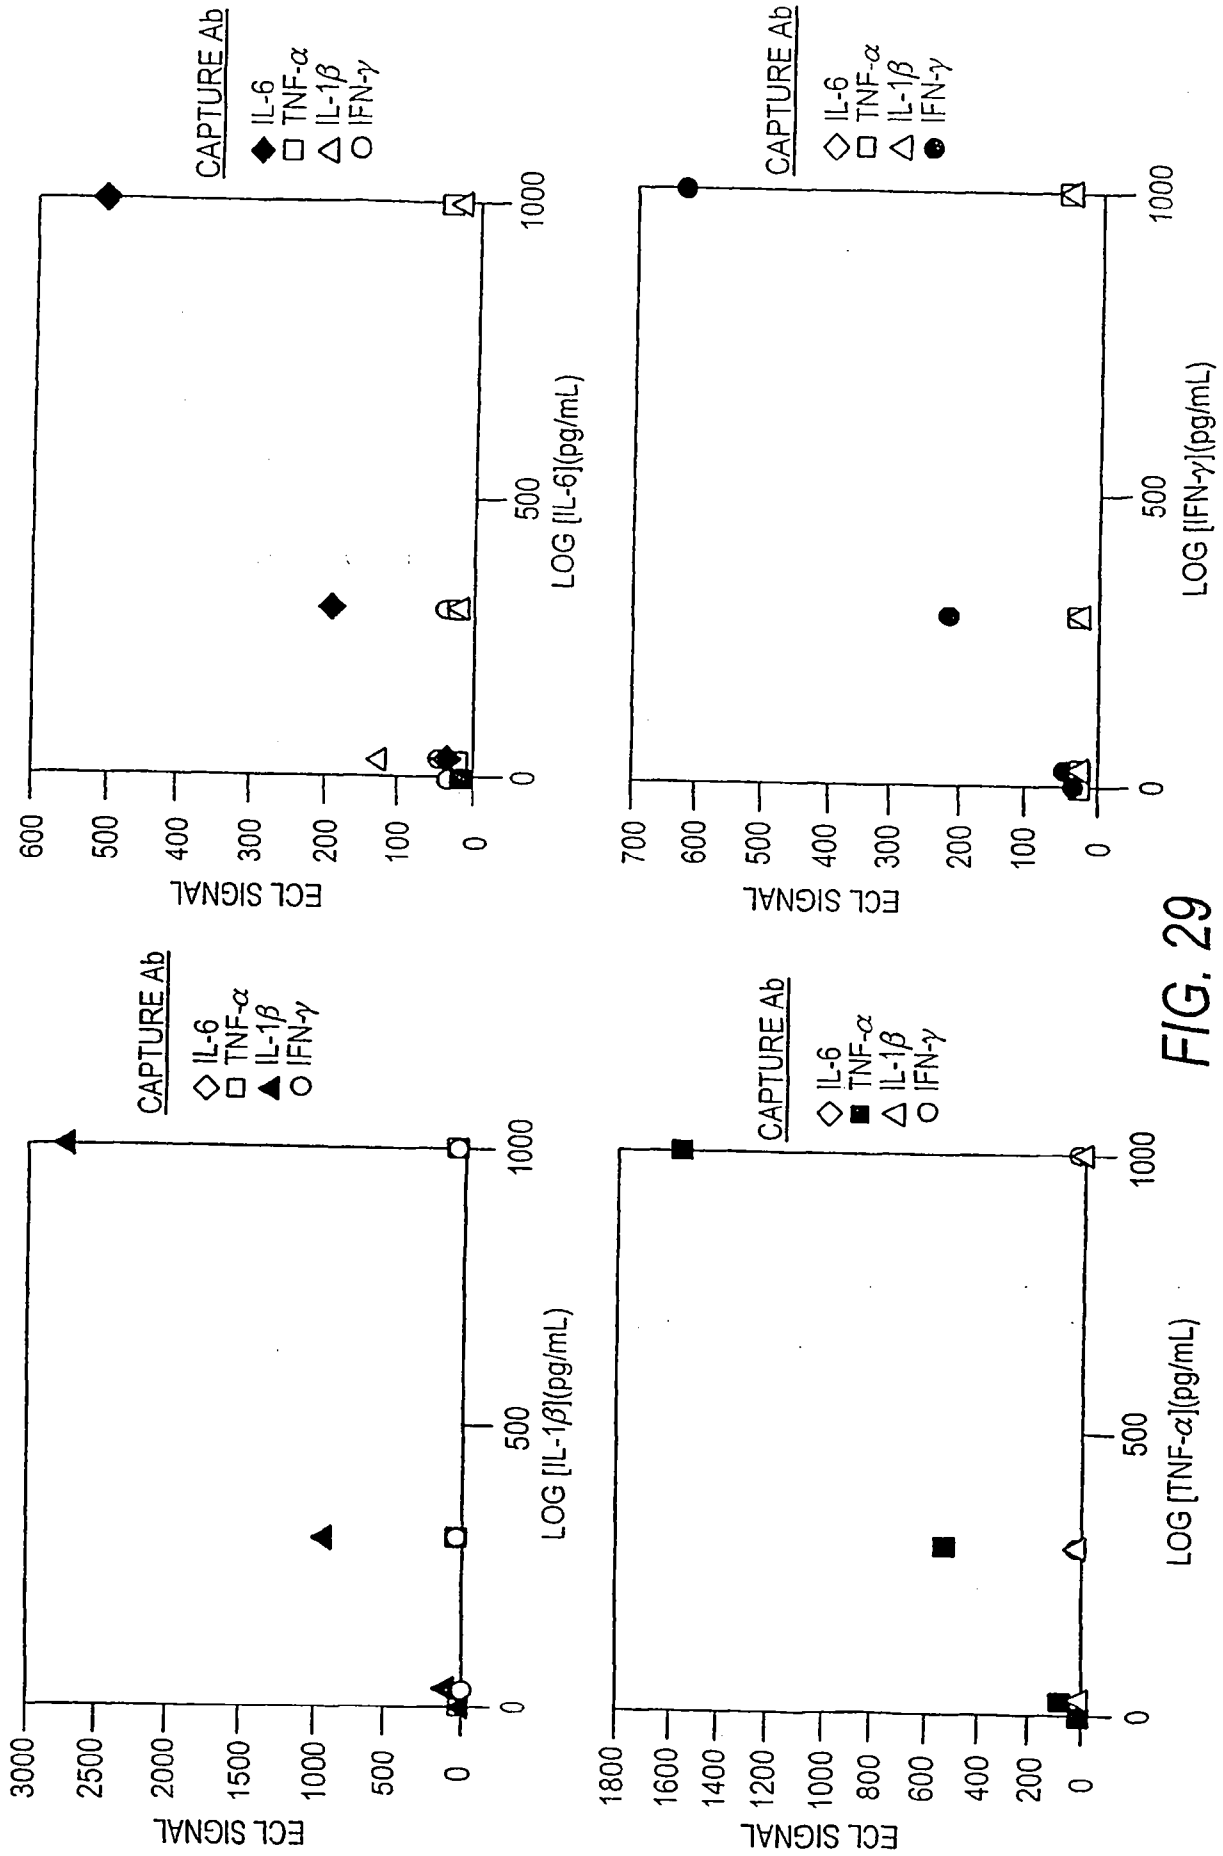 3000
2500
2000
1500
1000
500
0
ECL SIGNAL
0
500
1000
LOG [IL-1β](pg/mL)
CAPTURE Ab
◇ IL-6
□ TNF-α
▲ IL-1β
○ IFN-γ
600
500
400
300
200
100
0
ECL SIGNAL
0
500
1000
LOG [IL-6](pg/mL)
CAPTURE Ab
◆ IL-6
□ TNF-α
△ IL-1β
○ IFN-γ
1800
1600
1400
1200
1000
800
600
400
200
0
ECL SIGNAL
0
500
1000
LOG [TNF-α](pg/mL)
CAPTURE Ab
◇ IL-6
■ TNF-α
△ IL-1β
○ IFN-γ
700
600
500
400
300
200
100
0
ECL SIGNAL
0
500
1000
LOG [IFN-γ](pg/mL)
CAPTURE Ab
◇ IL-6
□ TNF-α
△ IL-1β
● IFN-γ
FIG. 29